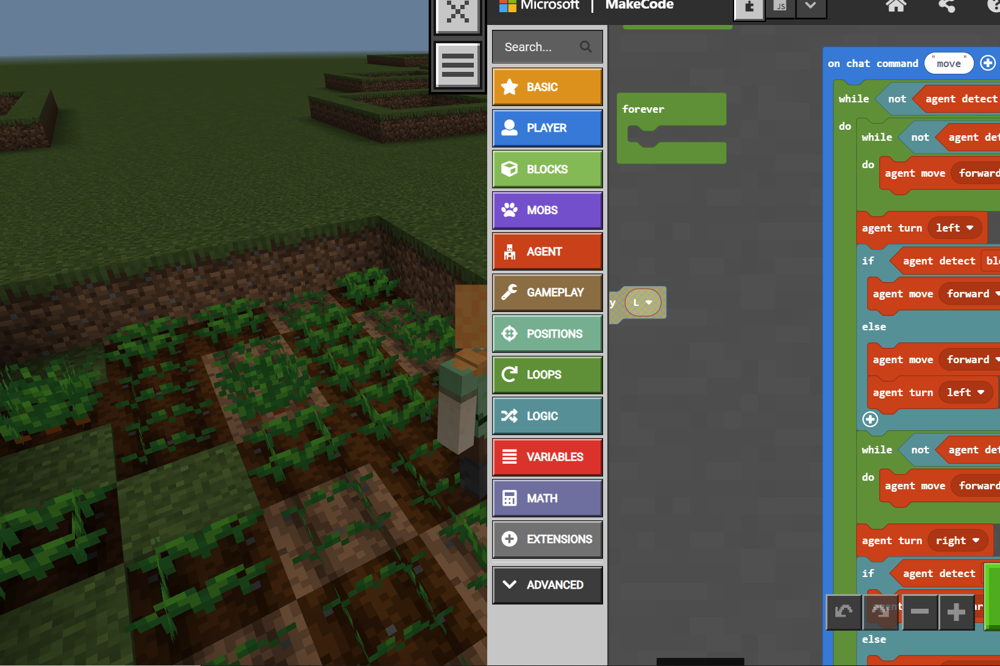 Microsoft | MakeCode
JS
Search...
BASIC
PLAYER
BLOCKS
MOBS
AGENT
GAMEPLAY
POSITIONS
LOOPS
LOGIC
VARIABLES
MATH
EXTENSIONS
ADVANCED
forever
y L
on chat command "move"
while not agent detect
do
while not agent det
do agent move forward
agent turn left
if agent detect blo
agent move forward
else
agent move forward
agent turn left
while not agent det
do agent move forward
agent turn right
if agent detect
else